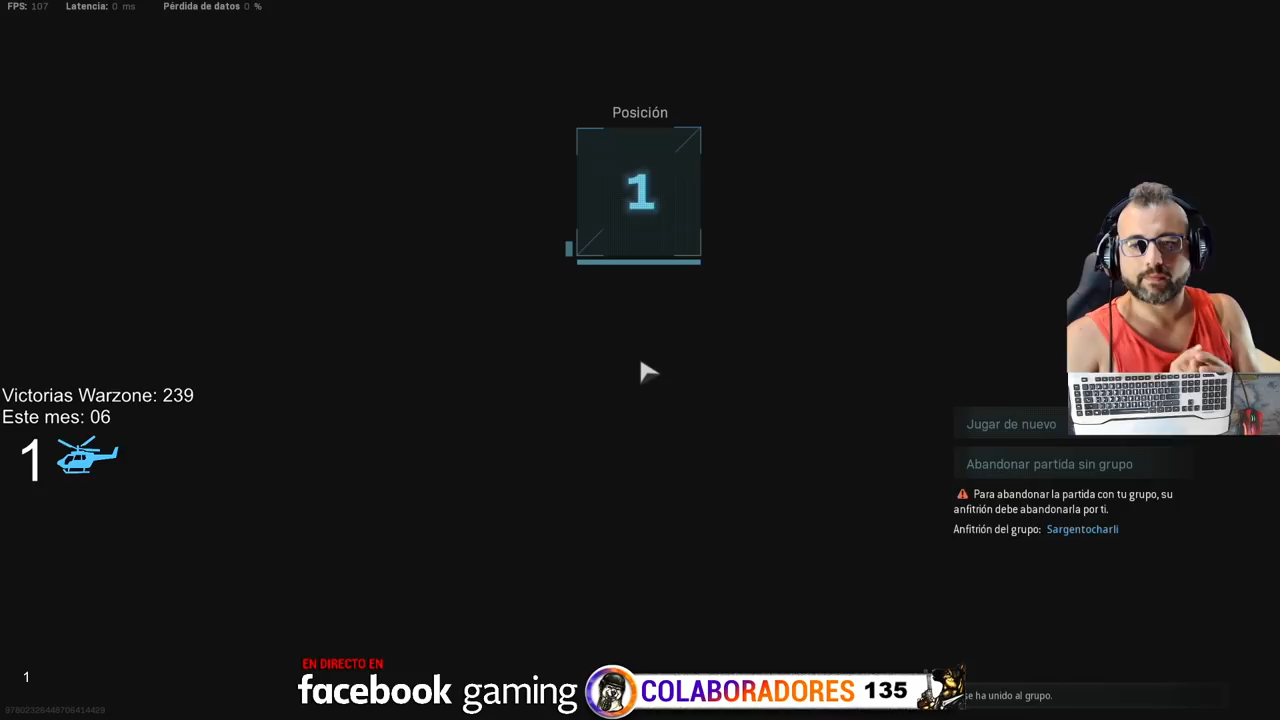 FPS: 107 Latencia: 0 ms Pérdida de datos 0 %
Posición
1
Victorias Warzone: 239
Este mes: 06
1
Jugar de nuevo
Abandonar partida sin grupo
Para abandonar la partida con tu grupo, su
anfitrión debe abandonarla por ti.
Anfitrión del grupo: Sargentocharli
1
EN DIRECTO EN
facebook gaming
COLABORADORES 135
se ha unido al grupo.